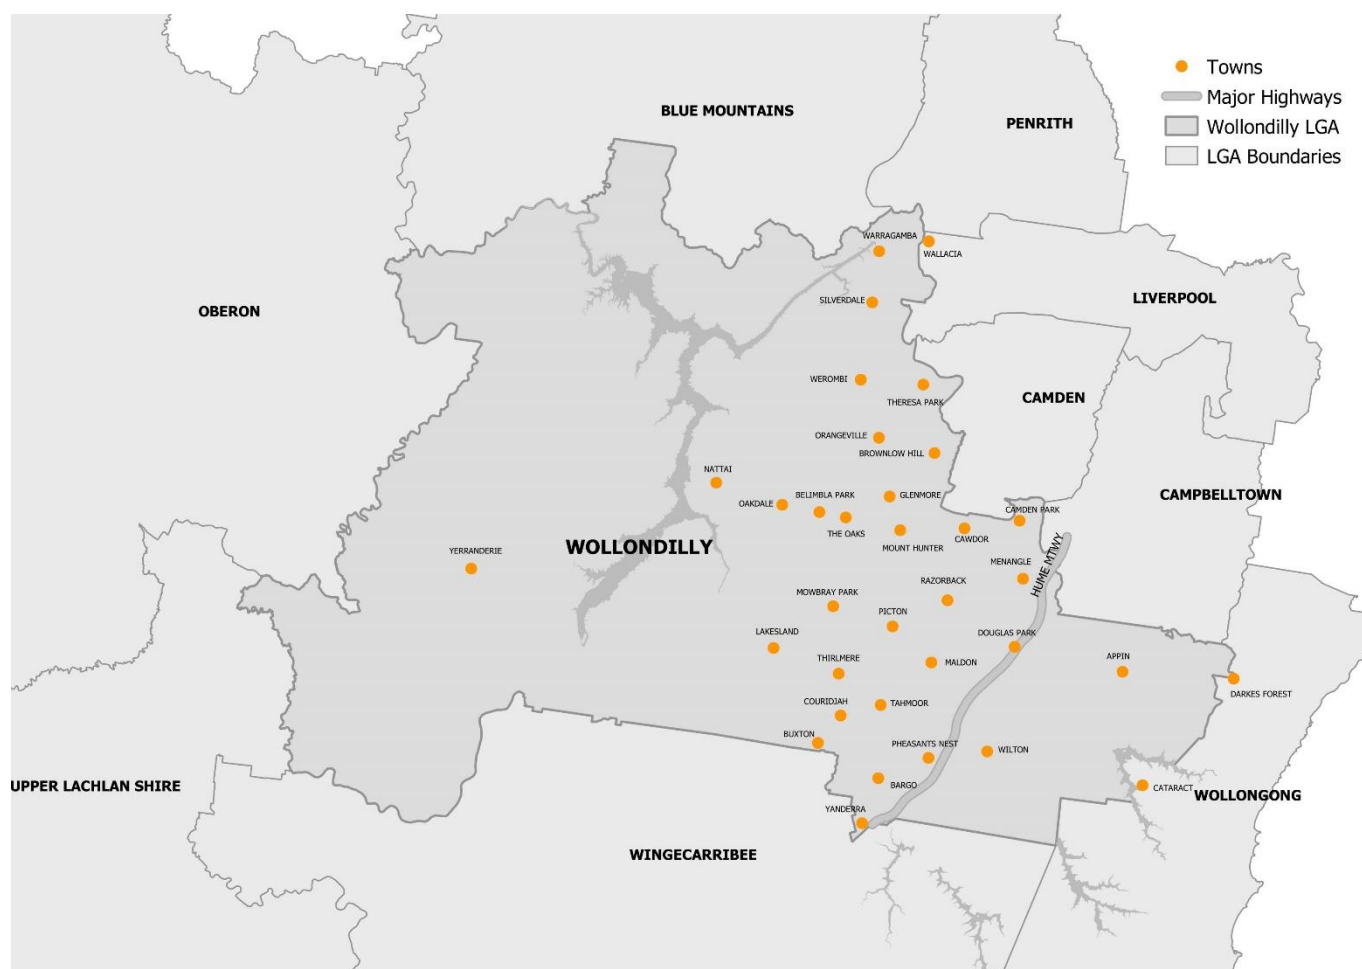 Towns
Major Highways
Wollondilly LGA
LGA Boundaries
BLUE MOUNTAINS
PENRITH
WARRAGAMBA
WALLACIA
SILVERDALE
LIVERPOOL
OBERON
WEROMBI
THERESA PARK
CAMDEN
ORANGEVILLE
BROWNLOW HILL
NATTAI
OAKDALE
BELIMBLA PARK
GLENMORE
CAMPBELLTOWN
CAMDEN PARK
THE OAKS
MOUNT HUNTER
CAWDOR
WOLLONDILLY
YERRANDERIE
MENANGLE
HUME MTWY
RAZORBACK
MOWBRAY PARK
PICTON
LAKESLAND
DOUGLAS PARK
THIRLMERE
MALDON
APPIN
DARKES FOREST
COURIDJAH
TAHMOOR
BUXTON
PHEASANTS NEST
WILTON
UPPER LACHLAN SHIRE
BARGO
CATARACT
WOLLONGONG
YANDERRA
WINGECARRIBEE